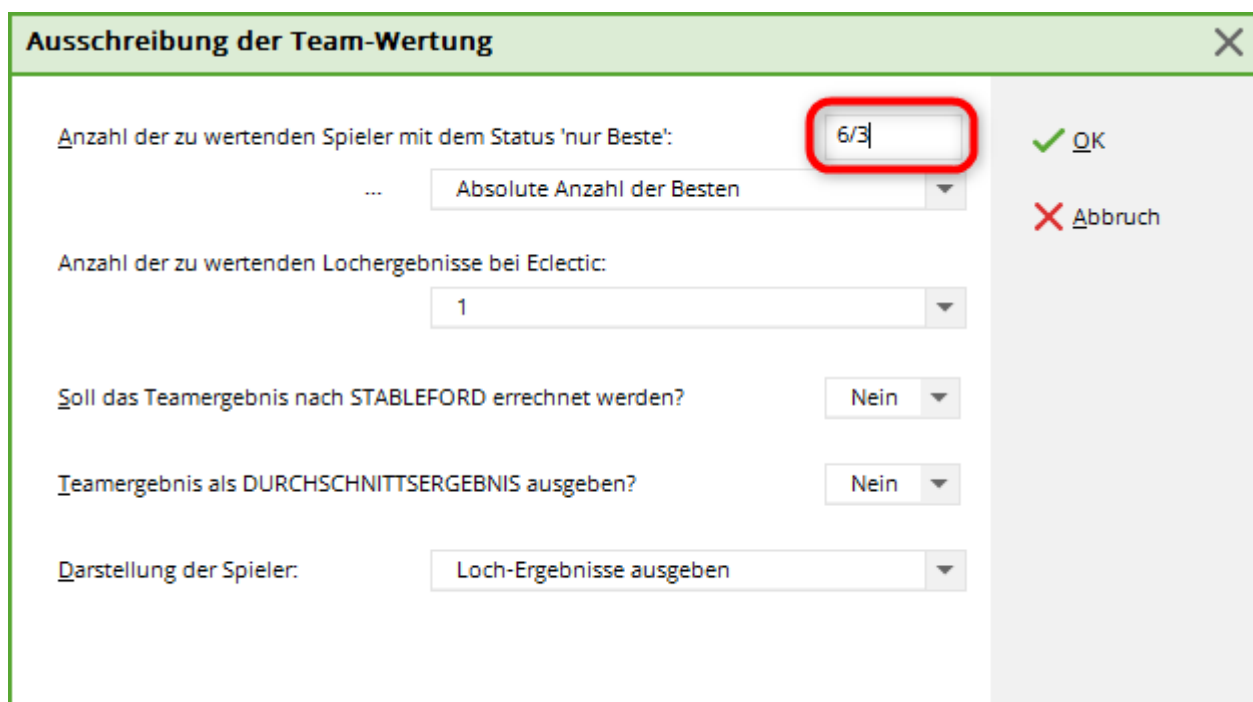 Ausschreibung der Team-Wertung
Anzahl der zu wertenden Spieler mit dem Status 'nur Beste': 6/3
OK
... Absolute Anzahl der Besten
Abbruch
Anzahl der zu wertenden Lochergebnisse bei Eclectic:
1
Soll das Teamergebnis nach STABLEFORD errechnet werden? Nein
Teamergebnis als DURCHSCHNITTSERGEBNIS ausgeben? Nein
Darstellung der Spieler: Loch-Ergebnisse ausgeben